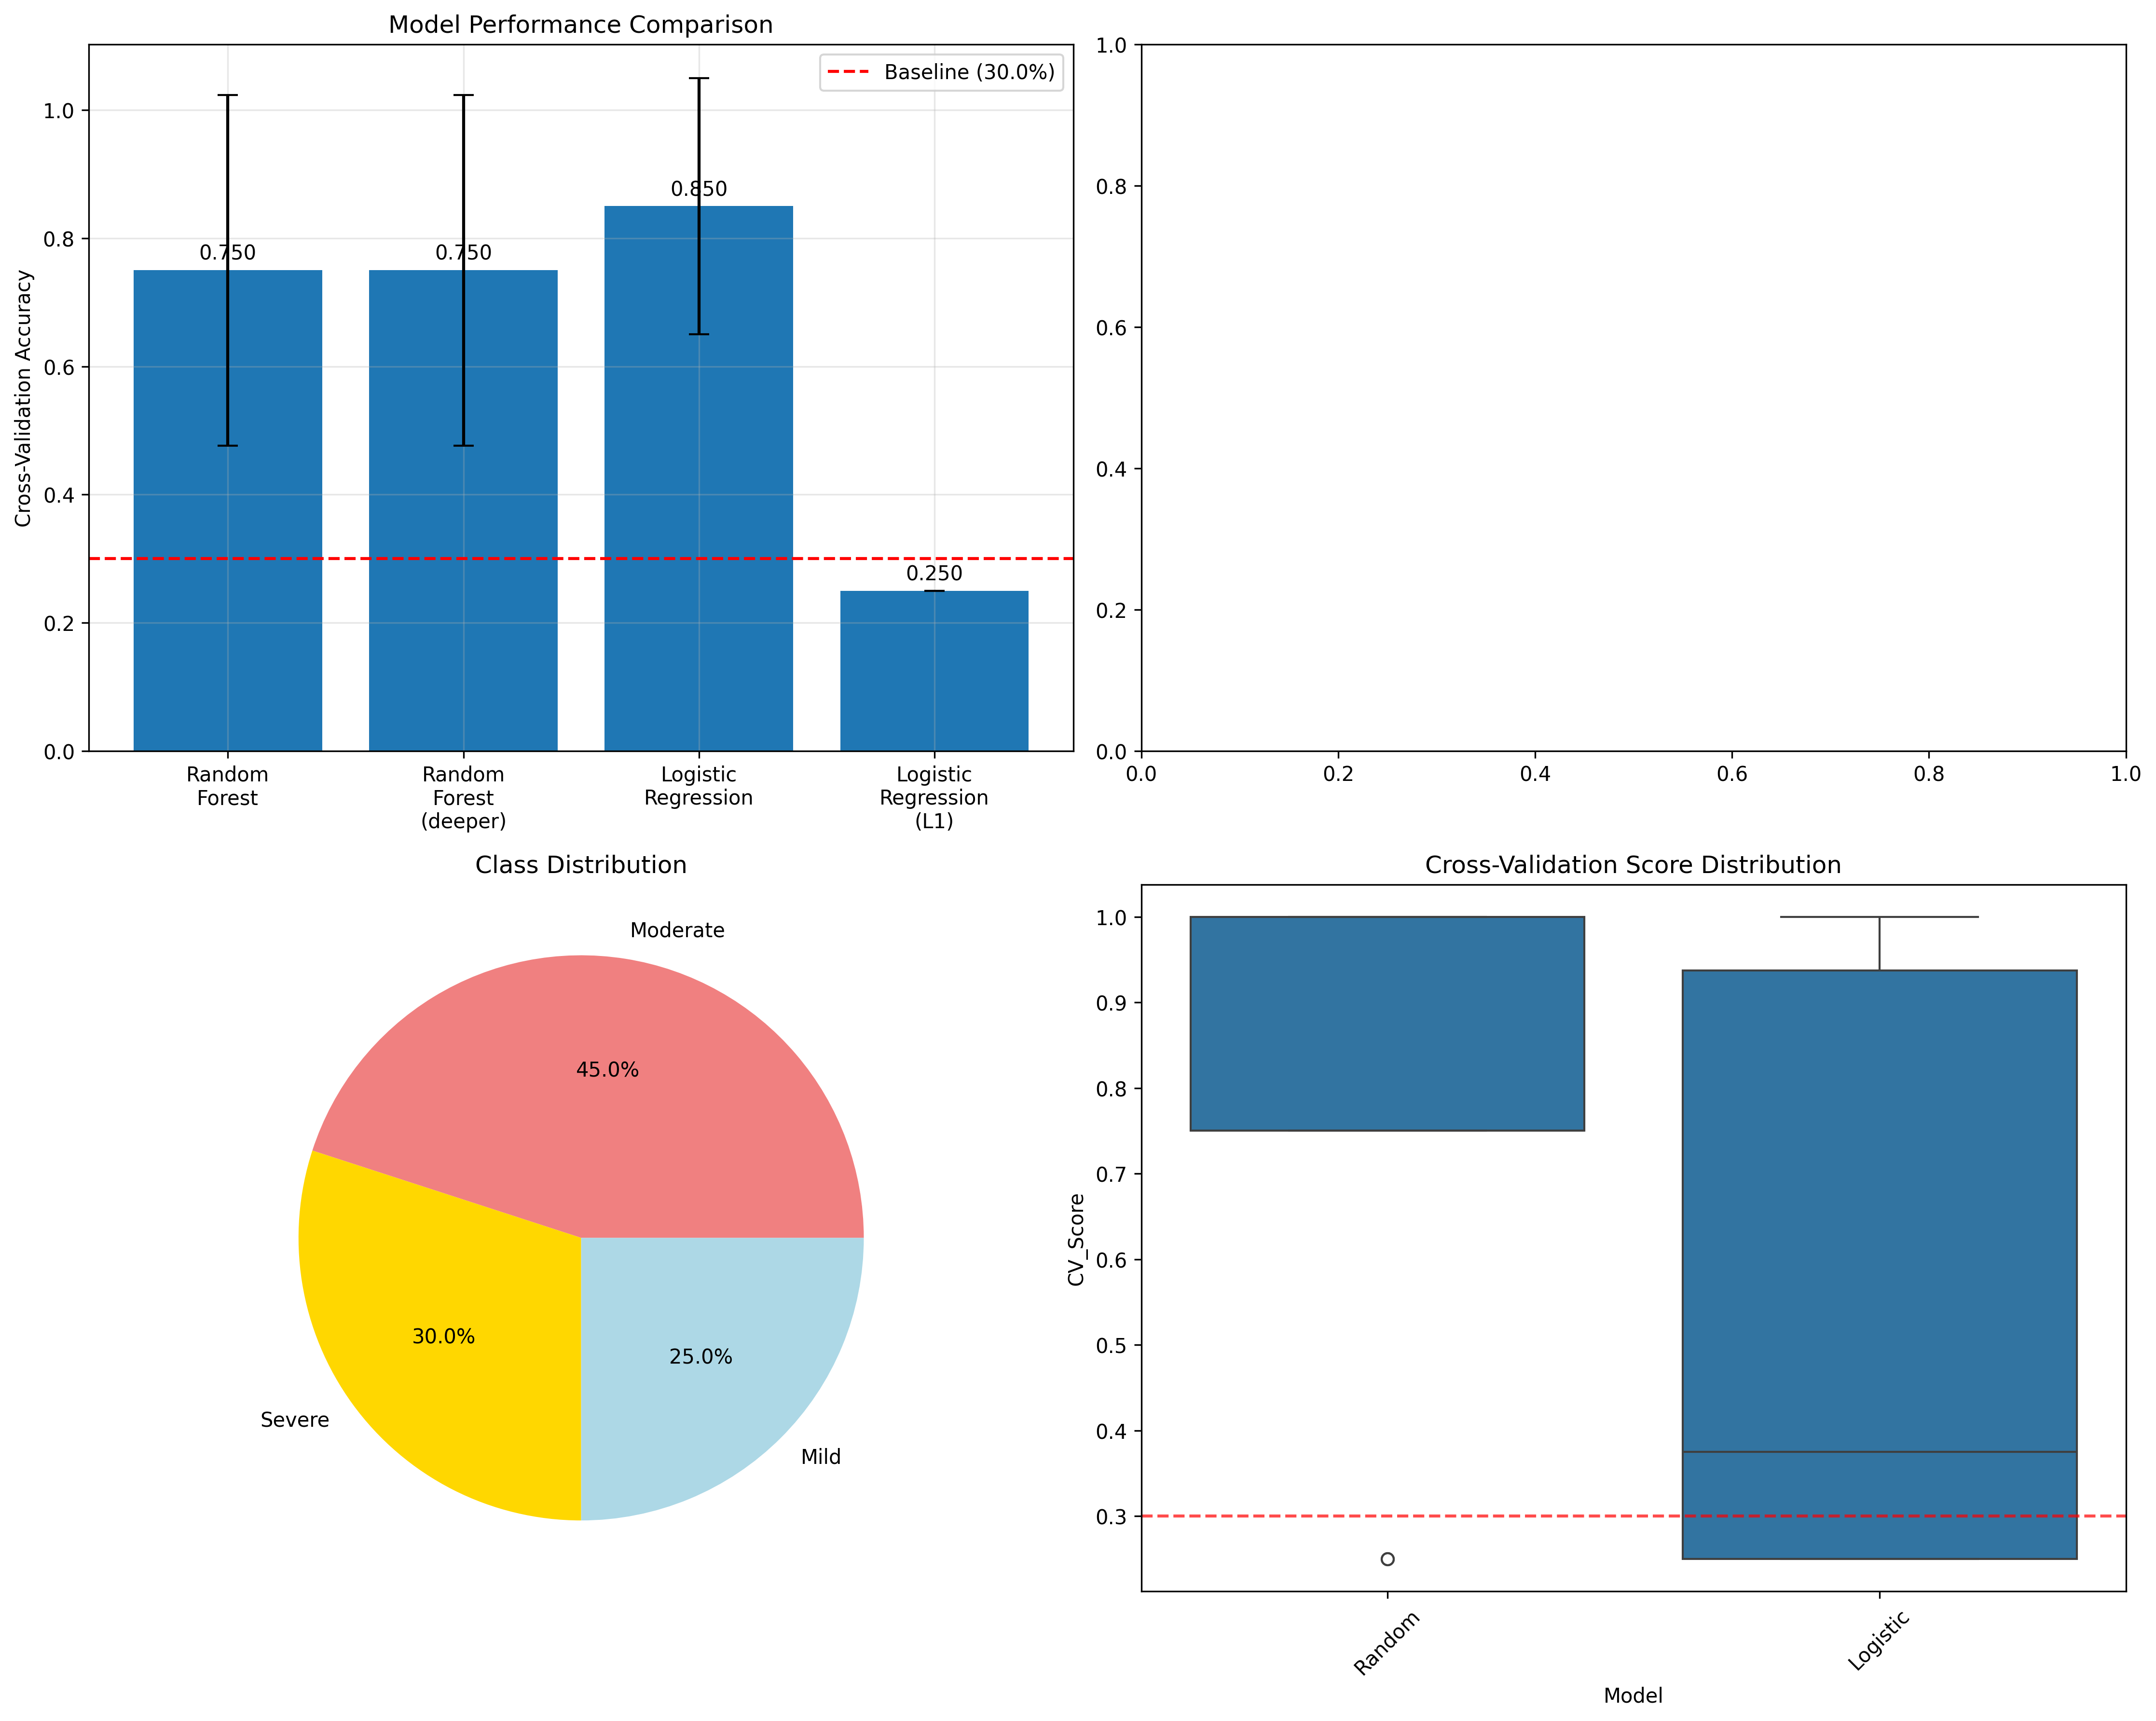 Model Performance Comparison
Baseline (30.0%)
Cross-Validation Accuracy
1.0
0.8
0.6
0.4
0.2
0.0
0.750
0.750
0.850
0.250
Random
Forest
Random
Forest
(deeper)
Logistic
Regression
Logistic
Regression
(L1)
1.0
0.8
0.6
0.4
0.2
0.0
0.0 0.2 0.4 0.6 0.8 1.0
Class Distribution
Moderate
45.0%
30.0%
25.0%
Severe
Mild
Cross-Validation Score Distribution
CV_Score
1.0
0.9
0.8
0.7
0.6
0.5
0.4
0.3
Random
Logistic
Model